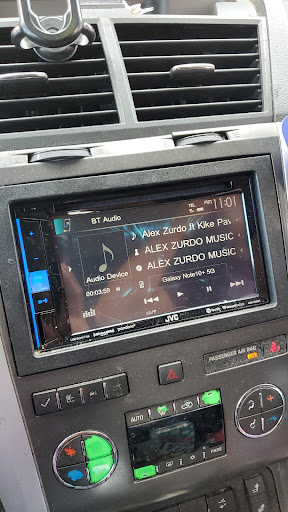 BT Audio
TEL
11:01
Alex Zurdo ft Kike Pav
ALEX ZURDO MUSIC
ALEX ZURDO MUSIC
Audio Device
00:03:59
Galaxy Note10+ 5G
JVC
PASSENGER AIR BAG
AUTO
PASS